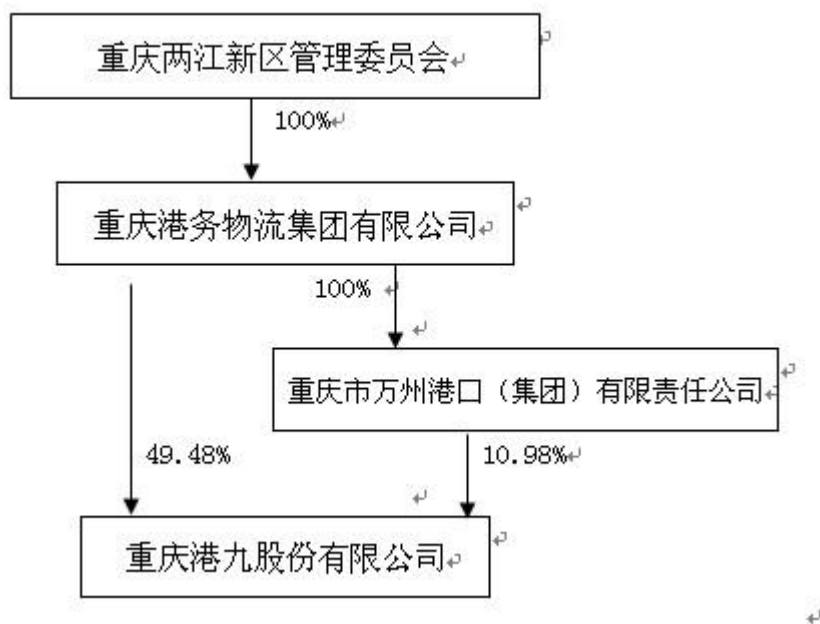 重庆两江新区管理委员会
100%
重庆港务物流集团有限公司
100%
重庆市万州港口（集团）有限责任公司
49.48%
10.98%
重庆港九股份有限公司